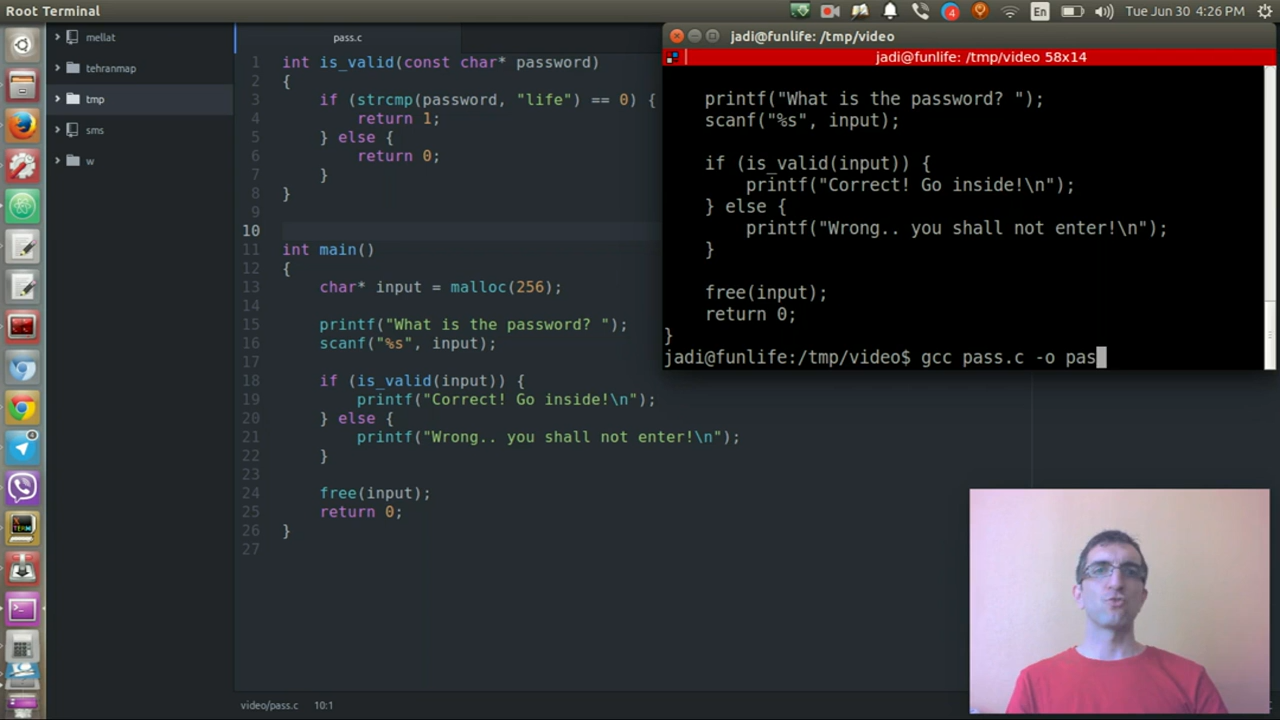 Root Terminal
En
Tue Jun 30 4:26 PM
mellat
tehranmap
tmp
sms
w
pass.c
1 int is_valid(const char* password)
2 {
3 if (strcmp(password, "life") == 0) {
4 return 1;
5 } else {
6 return 0;
7 }
8 }
9
10
11 int main()
12 {
13 char* input = malloc(256);
14
15 printf("What is the password? ");
16 scanf("%s", input);
17
18 if (is_valid(input)) {
19 printf("Correct! Go inside!\n");
20 } else {
21 printf("Wrong.. you shall not enter!\n");
22 }
23
24 free(input);
25 return 0;
26 }
27
video/pass.c 10:1
jadi@funlife: /tmp/video
jadi@funlife: /tmp/video 58x14
printf("What is the password? ");
scanf("%s", input);
if (is_valid(input)) {
printf("Correct! Go inside!\n");
} else {
printf("Wrong.. you shall not enter!\n");
}
free(input);
return 0;
}
jadi@funlife:/tmp/video$ gcc pass.c -o pas